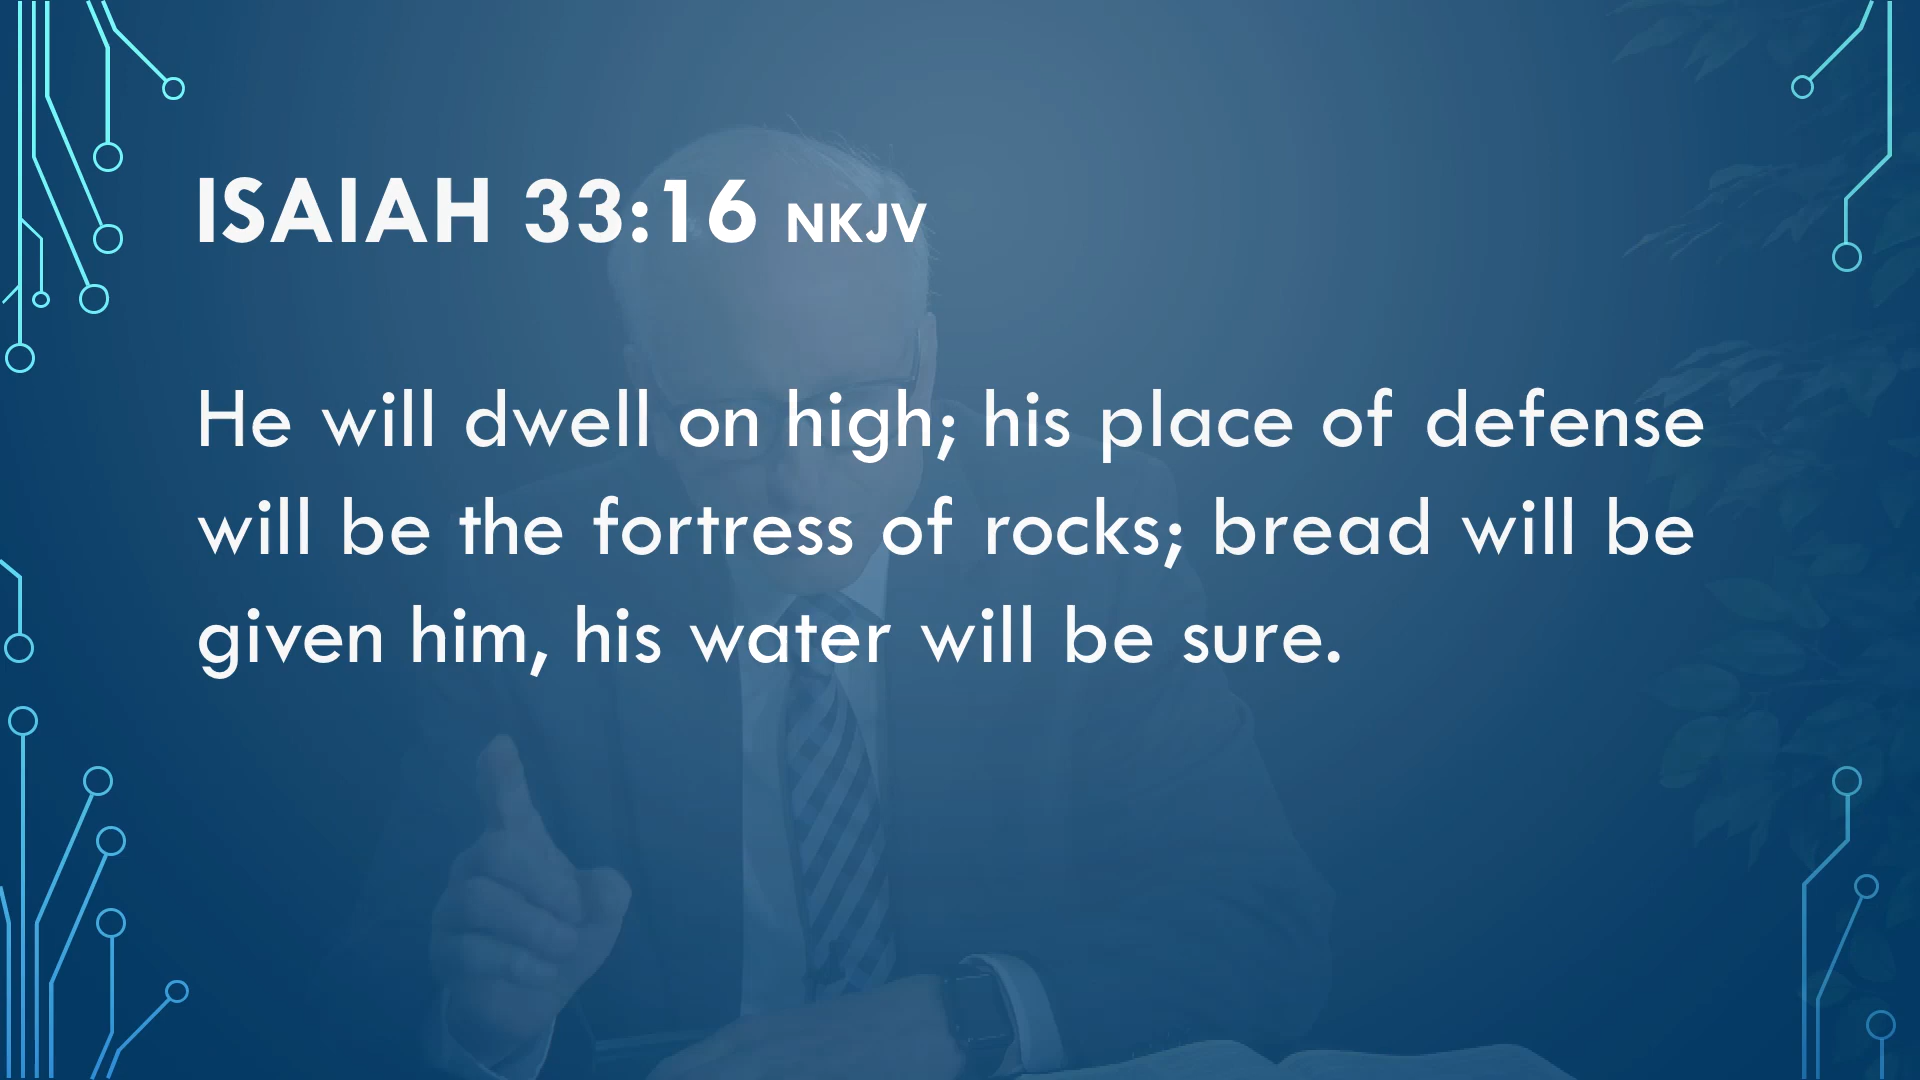 ISAIAH 33:16 NKJV
He will dwell on high; his place of defense
will be the fortress of rocks; bread will be
given him, his water will be sure.